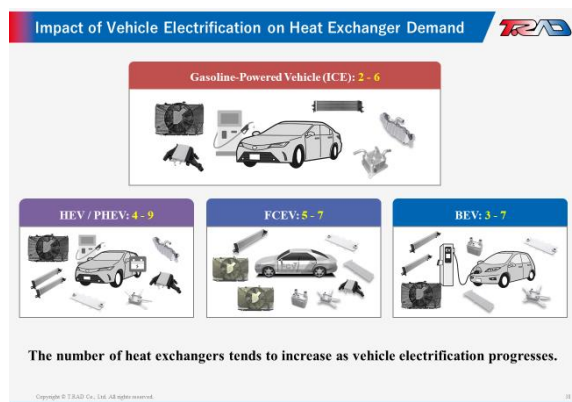 Impact of Vehicle Electrification on Heat Exchanger Demand
T.RAD
Gasoline-Powered Vehicle (ICE): 2 - 6
HEV / PHEV: 4 - 9
FCEV: 5 - 7
BEV: 3 - 7
The number of heat exchangers tends to increase as vehicle electrification progresses.
Copyright © T.RAD Co., Ltd. All rights reserved.